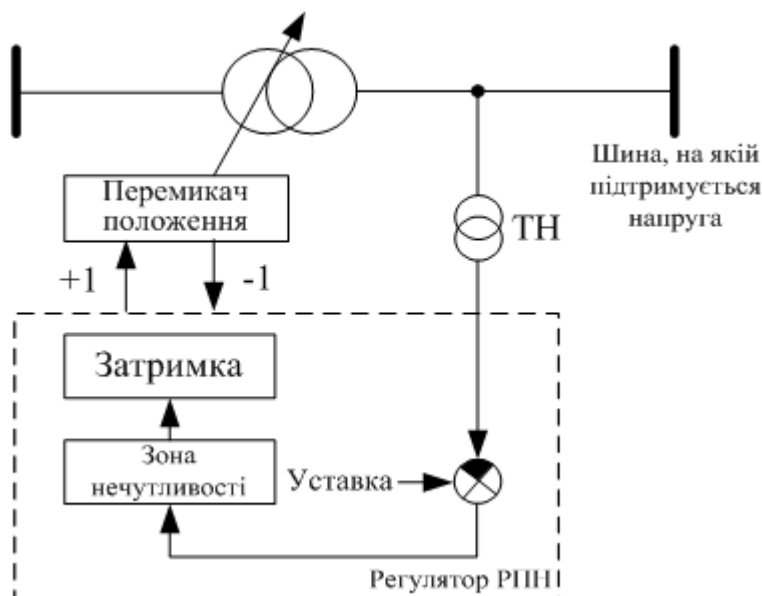 Шина, на якій
підтримується
напруга
Перемикач
положення
ТН
+1
-1
Затримка
Зона
нечутливості
Уставка
Регулятор РПН